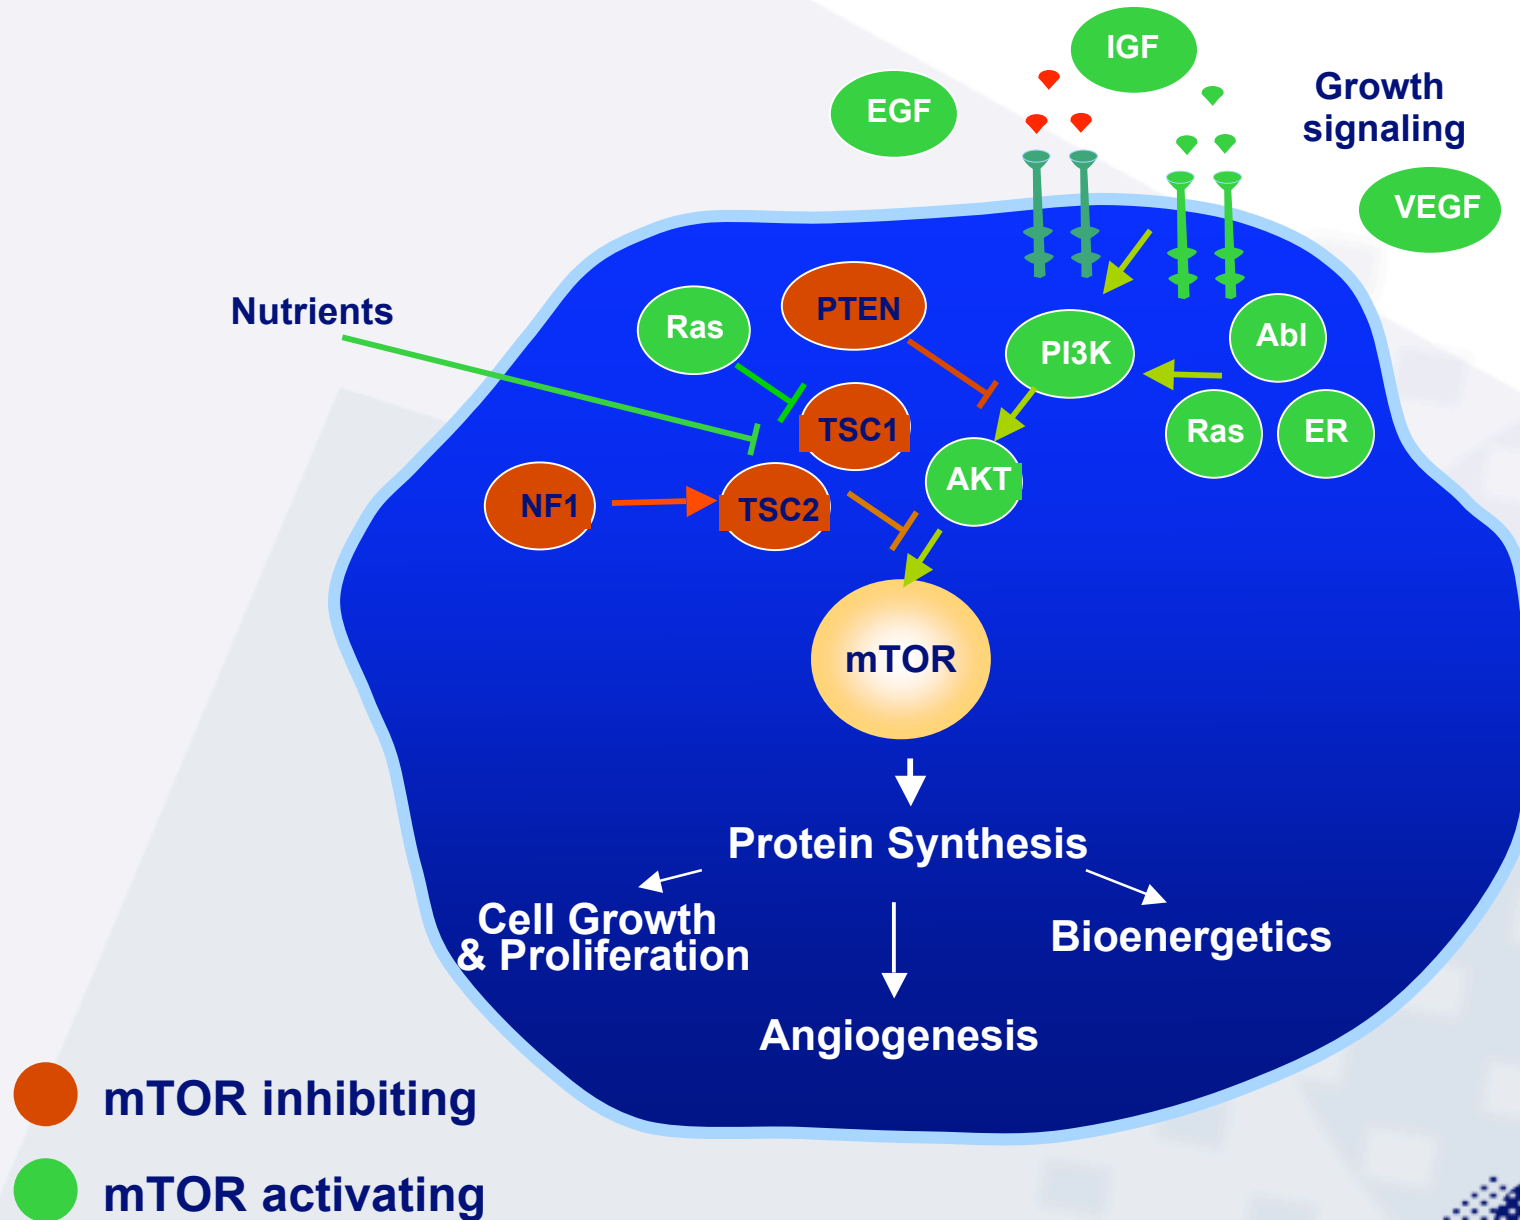 IGF
EGF
Growth
signaling
VEGF
Nutrients
Ras
PTEN
PI3K
Abl
TSC1
Ras
ER
AKT
NF1
TSC2
mTOR
Protein Synthesis
Cell Growth
& Proliferation
Bioenergetics
Angiogenesis
mTOR inhibiting
mTOR activating